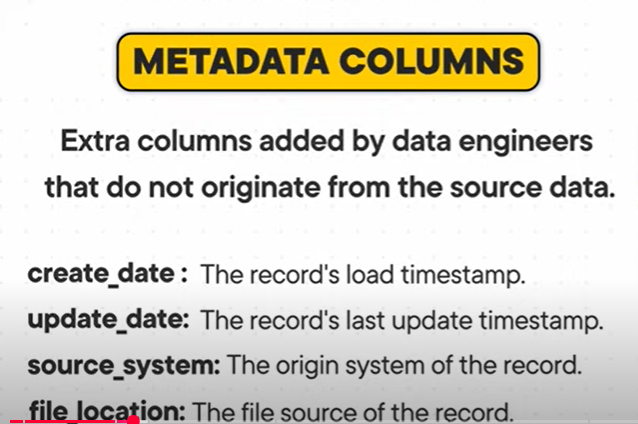 METADATA COLUMNS
Extra columns added by data engineers
that do not originate from the source data.
create_date : The record's load timestamp.
update_date: The record's last update timestamp.
source_system: The origin system of the record.
file_location: The file source of the record.